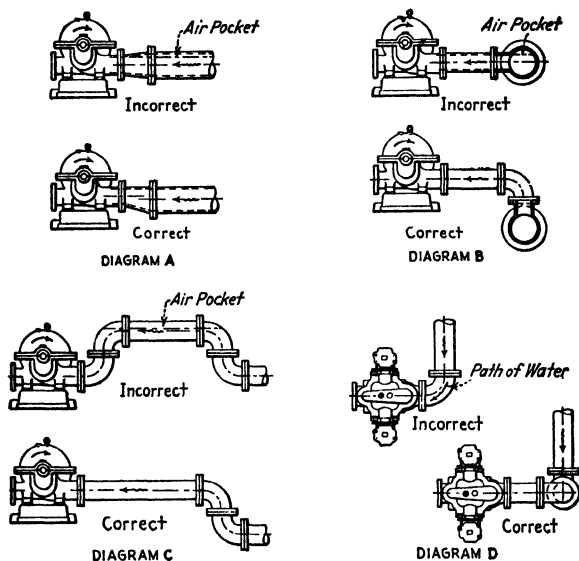 Air Pocket
Incorrect
Correct
DIAGRAM A
Air Pocket
Incorrect
Correct
DIAGRAM B
Air Pocket
Incorrect
Correct
DIAGRAM C
Path of Water
Incorrect
Correct
DIAGRAM D